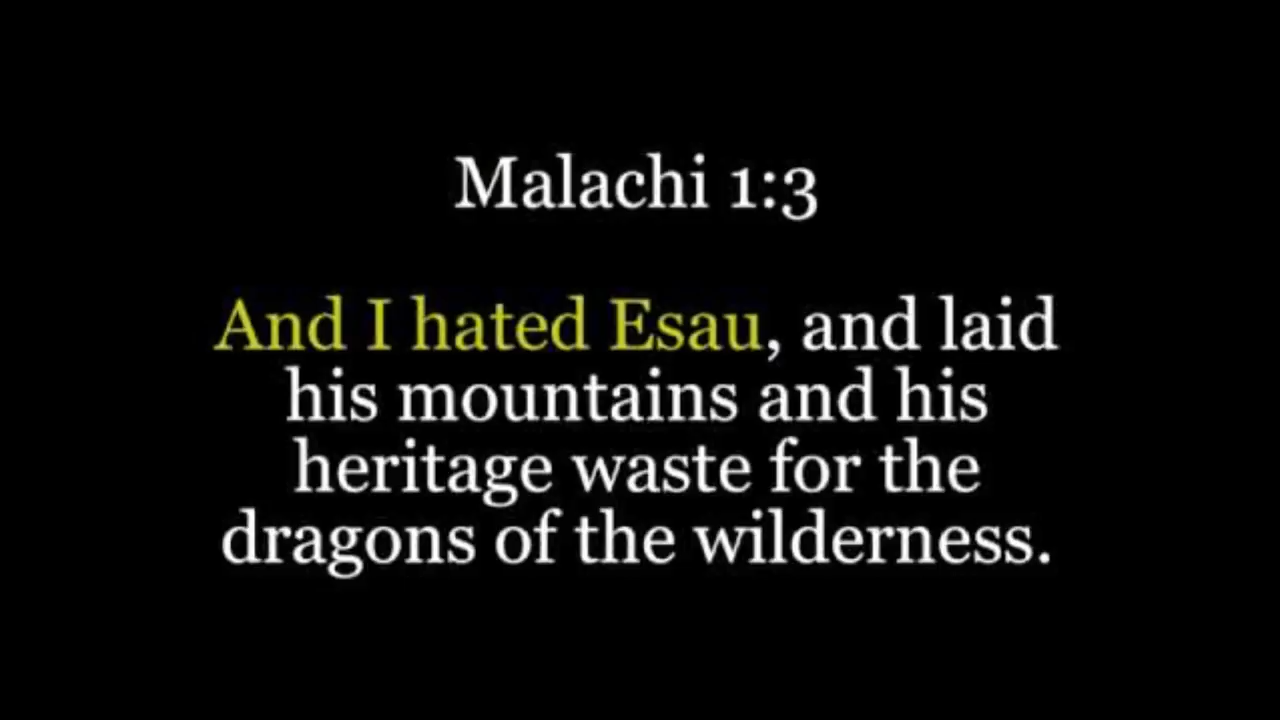 Malachi 1:3
And I hated Esau, and laid
his mountains and his
heritage waste for the
dragons of the wilderness.